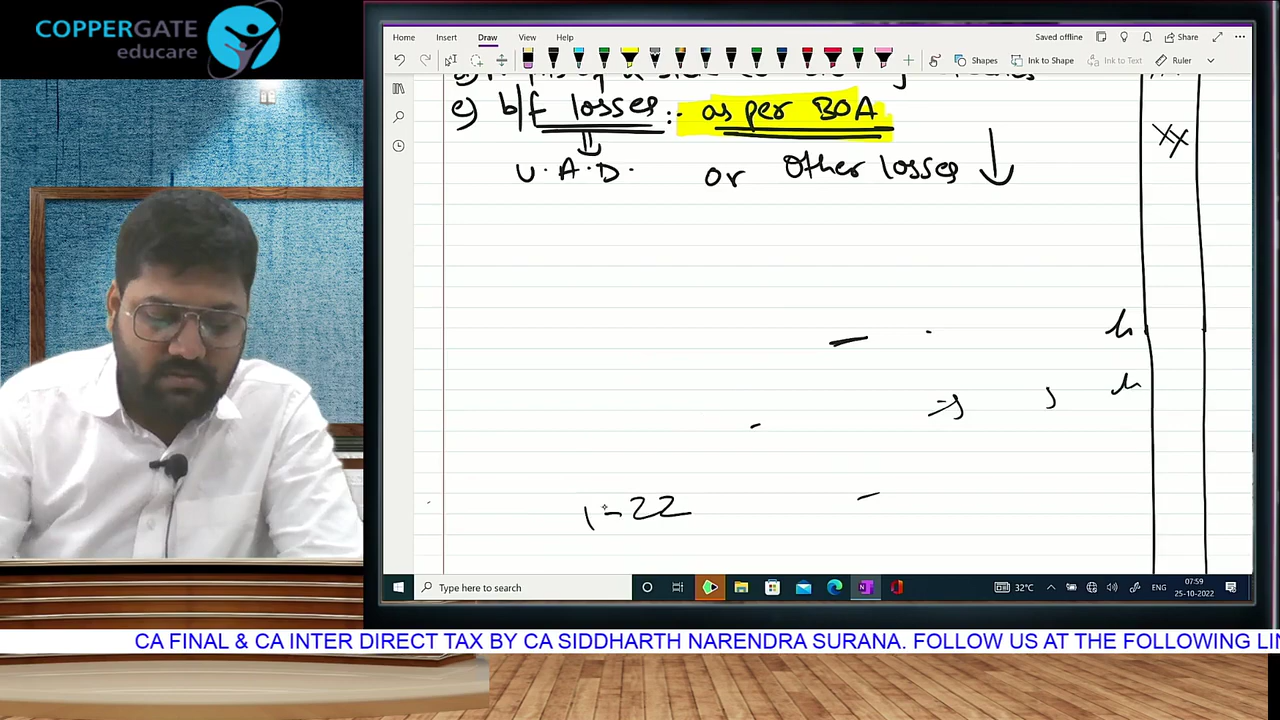 COPPERGATE
educare
Home Insert Draw View Help
Saved offline
Share
Shapes
Ink to Shape
Ink to Text
Ruler
e) b/f losses :- as per BOA
U.A.D. or Other losses
XX
1-22
Type here to search
32°C
ENG
07:59
25-10-2022
CA FINAL & CA INTER DIRECT TAX BY CA SIDDHARTH NARENDRA SURANA. FOLLOW US AT THE FOLLOWING LI